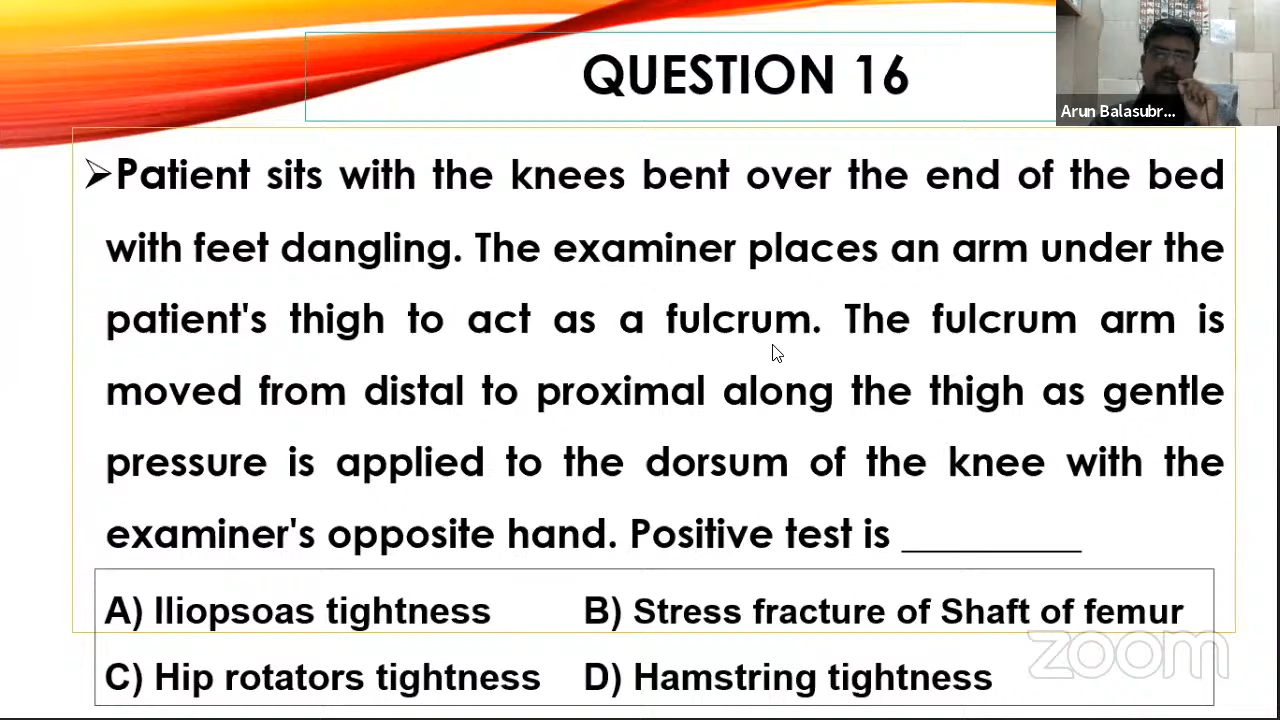 QUESTION 16
Arun Balasubr...
➢Patient sits with the knees bent over the end of the bed
with feet dangling. The examiner places an arm under the
patient's thigh to act as a fulcrum. The fulcrum arm is
moved from distal to proximal along the thigh as gentle
pressure is applied to the dorsum of the knee with the
examiner's opposite hand. Positive test is _________
A) Iliopsoas tightness B) Stress fracture of Shaft of femur
C) Hip rotators tightness D) Hamstring tightness
zoom